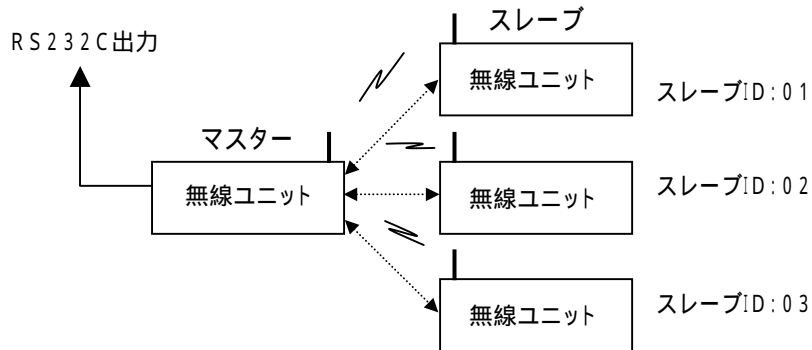 スレーブ
RS232C出力
無線ユニット
スレーブID:01
マスター
無線ユニット
無線ユニット
スレーブID:02
無線ユニット
スレーブID:03